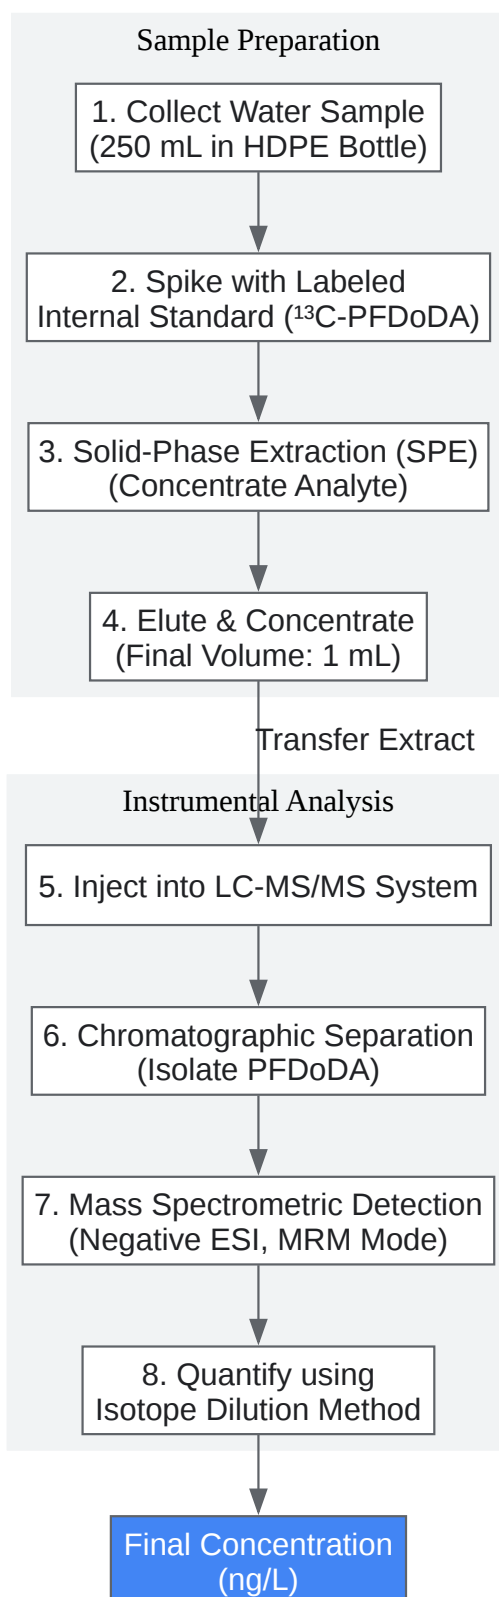 Sample Preparation
1. Collect Water Sample
(250 mL in HDPE Bottle)
2. Spike with Labeled
Internal Standard (¹³C-PFDoDA)
3. Solid-Phase Extraction (SPE)
(Concentrate Analyte)
4. Elute & Concentrate
(Final Volume: 1 mL)
Transfer Extract
Instrumental Analysis
5. Inject into LC-MS/MS System
6. Chromatographic Separation
(Isolate PFDoDA)
7. Mass Spectrometric Detection
(Negative ESI, MRM Mode)
8. Quantify using
Isotope Dilution Method
Final Concentration
(ng/L)